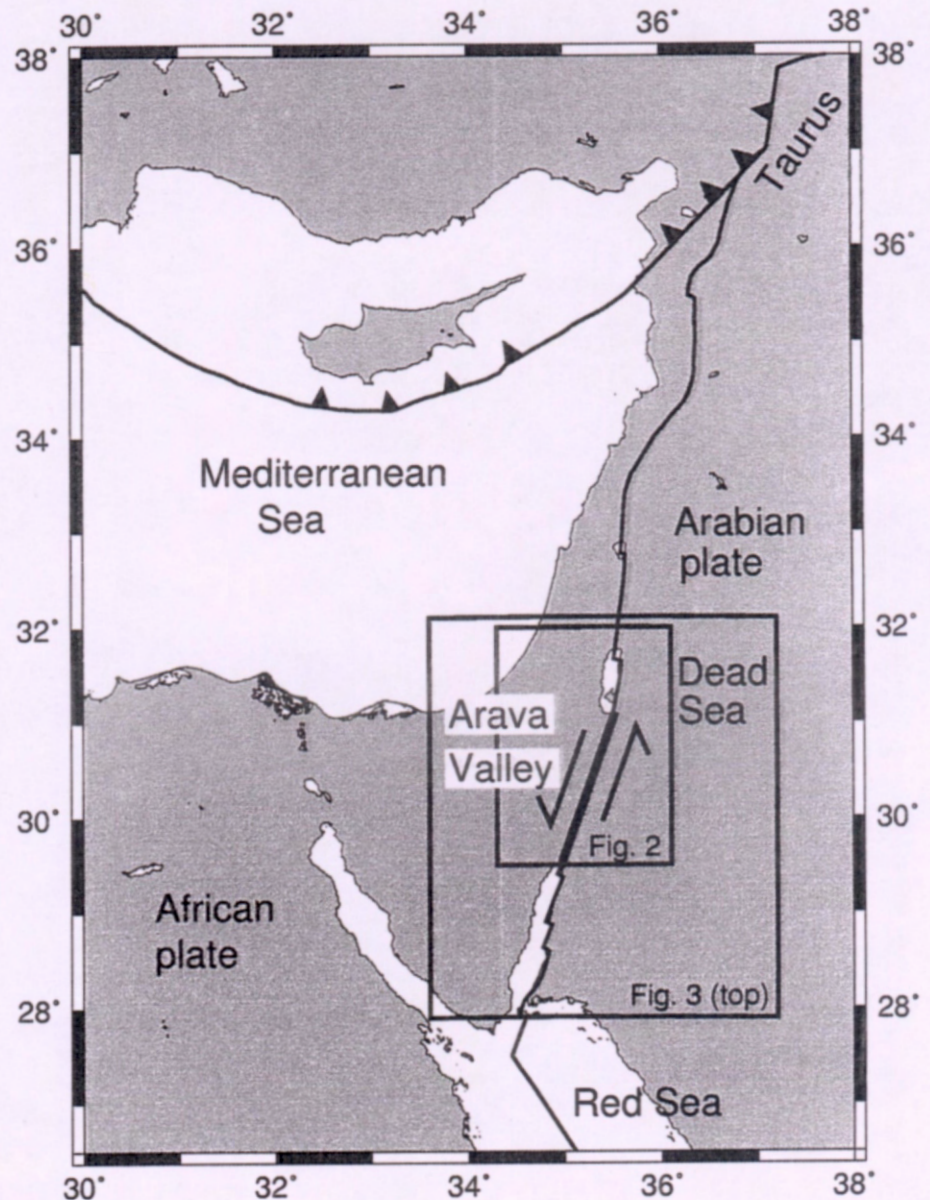 30° 32° 34° 36° 38°
38° 38°
Taurus
36° 36°
34° 34°
Mediterranean
Sea
Arabian
plate
32° 32°
Dead
Sea
Arava
Valley
30° 30°
Fig. 2
African
plate
Fig. 3 (top)
28° 28°
Red Sea
30° 32° 34° 36° 38°